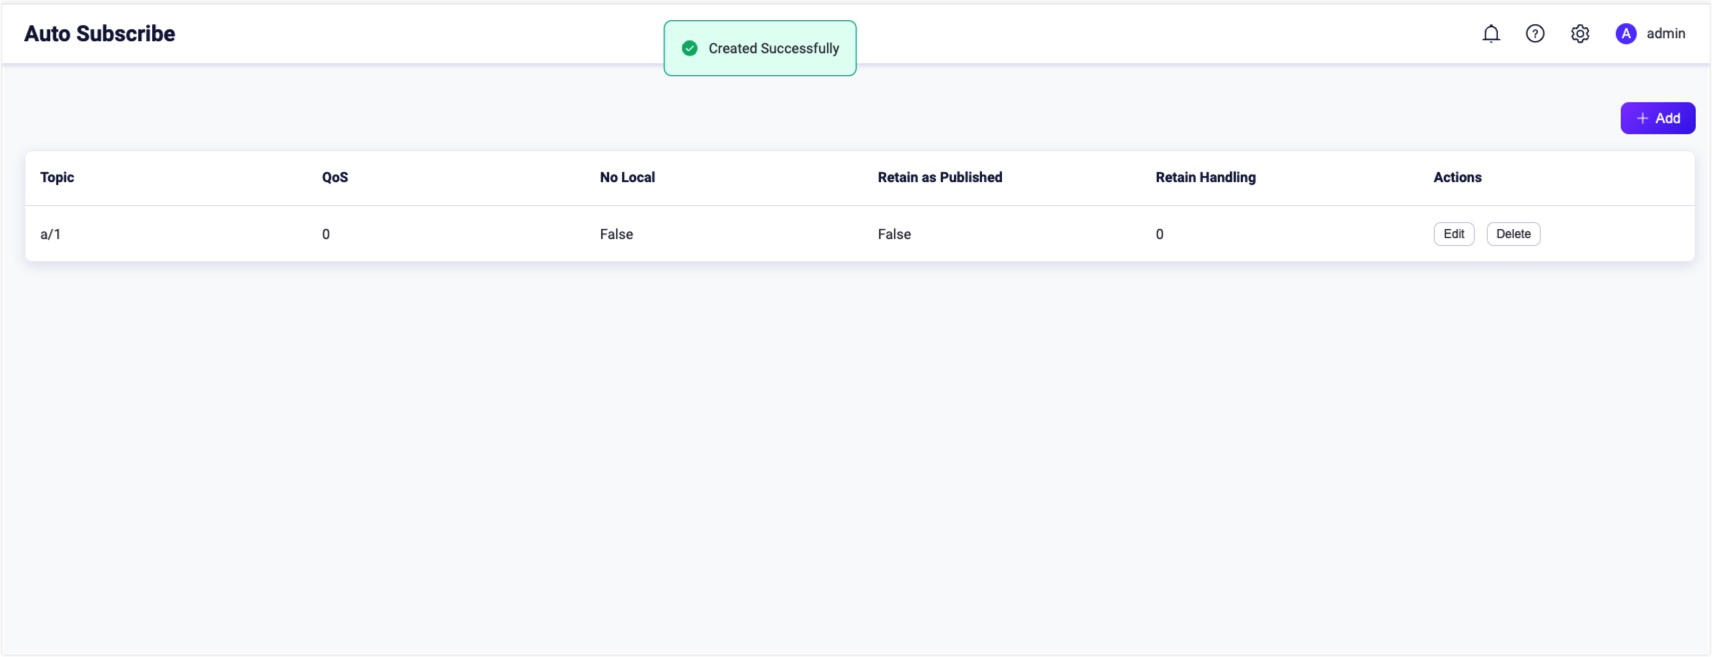 Auto Subscribe
Created Successfully
A admin
+ Add
Topic QoS No Local Retain as Published Retain Handling Actions
a/1 0 False False 0 Edit Delete